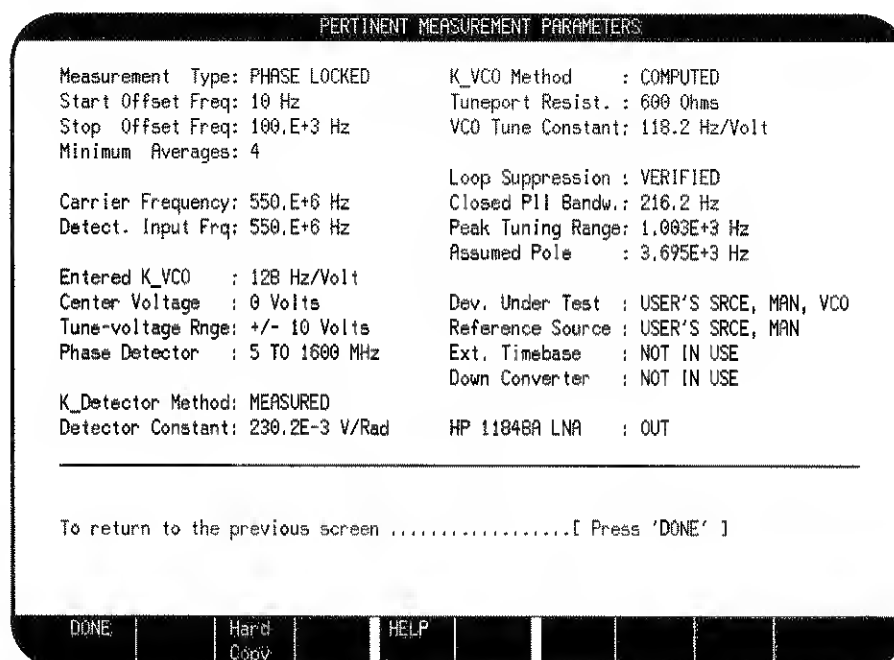 PERTINENT MEASUREMENT PARAMETERS
Measurement Type: PHASE LOCKED
Start Offset Freq: 10 Hz
Stop Offset Freq: 100.E+3 Hz
Minimum Averages: 4
Carrier Frequency: 550.E+6 Hz
Detect. Input Frq: 550.E+6 Hz
Entered K_VCO : 128 Hz/Volt
Center Voltage : 0 Volts
Tune-voltage Rnge: +/- 10 Volts
Phase Detector : 5 TO 1600 MHz
K_Detector Method: MEASURED
Detector Constant: 230.2E-3 V/Rad
K_VCO Method : COMPUTED
Tuneport Resist. : 600 Ohms
VCO Tune Constant: 118.2 Hz/Volt
Loop Suppression : VERIFIED
Closed Pll Bandw.: 216.2 Hz
Peak Tuning Range: 1.003E+3 Hz
Assumed Pole : 3.695E+3 Hz
Dev. Under Test : USER'S SRCE, MAN, VCO
Reference Source : USER'S SRCE, MAN
Ext. Timebase : NOT IN USE
Down Converter : NOT IN USE
HP 11848A LNA : OUT
To return to the previous screen ..................[ Press 'DONE' ]
DONE
Hard
Copy
HELP